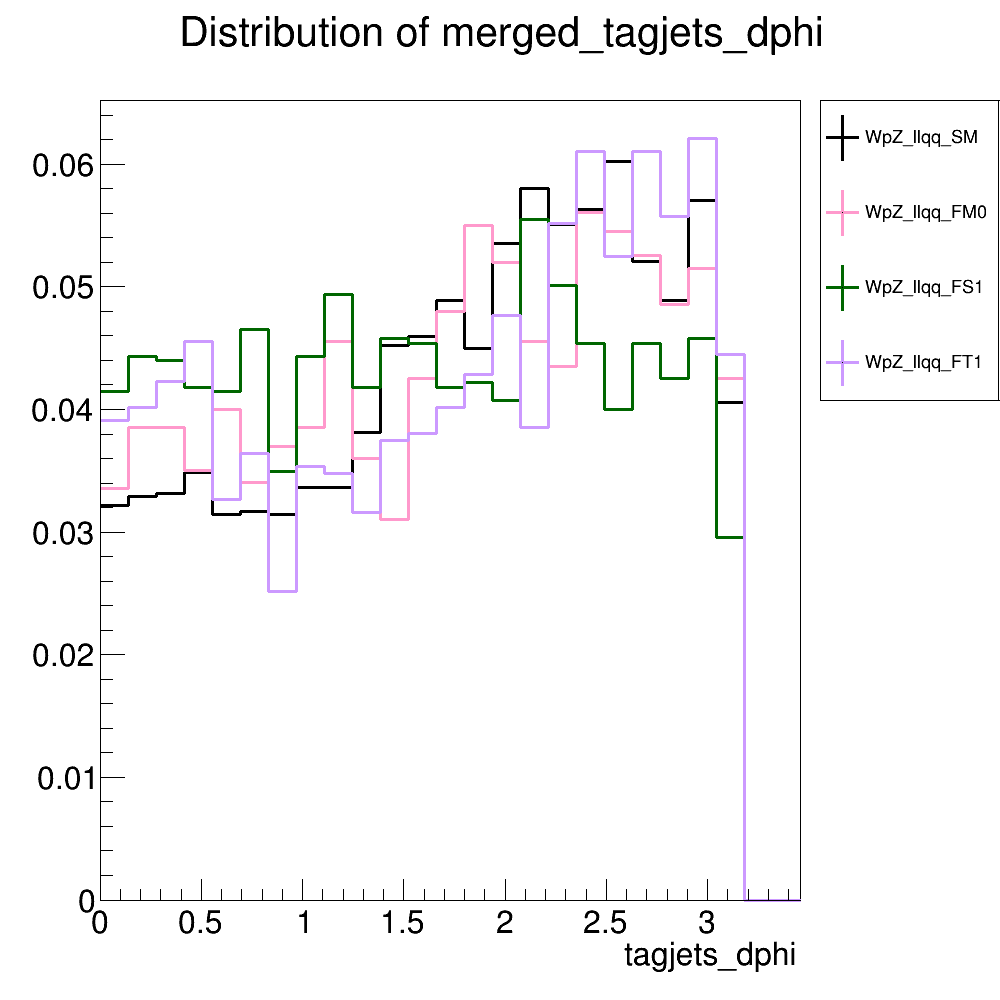 Distribution of merged_tagjets_dphi
0.06
0.05
0.04
0.03
0.02
0.01
0
0 0.5 1 1.5 2 2.5 3
tagjets_dphi
WpZ_llqq_SM
WpZ_llqq_FM0
WpZ_llqq_FS1
WpZ_llqq_FT1